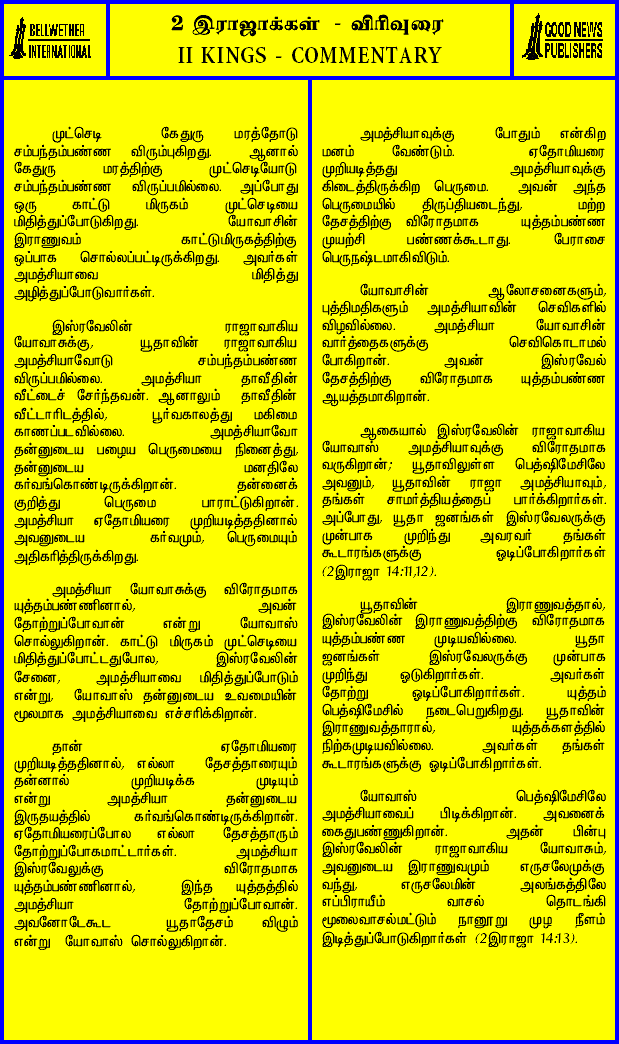 BELLWETHER
INTERNATIONAL
2 இராஜாக்கள் - விரிவுரை
II KINGS - COMMENTARY
GOOD NEWS
PUBLISHERS
முட்செடி கேதுரு மரத்தோடு
சம்பந்தம்பண்ண விரும்புகிறது. ஆனால்
கேதுரு மரத்திற்கு முட்செடியோடு
சம்பந்தம்பண்ண விருப்பமில்லை. அப்போது
ஒரு காட்டு மிருகம் முட்செடியை
மிதித்துப்போடுகிறது. யோவாசின்
இராணுவம் காட்டுமிருகத்திற்கு
ஒப்பாக சொல்லப்பட்டிருக்கிறது. அவர்கள்
அமத்சியாவை மிதித்து
அழித்துப்போடுவார்கள்.
இஸ்ரவேலின் ராஜாவாகிய
யோவாசுக்கு, யூதாவின் ராஜாவாகிய
அமத்சியாவோடு சம்பந்தம்பண்ண
விருப்பமில்லை. அமத்சியா தாவீதின்
வீட்டைச் சேர்ந்தவன். ஆனாலும் தாவீதின்
வீட்டாரிடத்தில், பூர்வகாலத்து மகிமை
காணப்படவில்லை. அமத்சியாவோ
தன்னுடைய பழைய பெருமையை நினைத்து,
தன்னுடைய மனதிலே
கர்வங்கொண்டிருக்கிறான். தன்னைக்
குறித்து பெருமை பாராட்டுகிறான்.
அமத்சியா ஏதோமியரை முறியடித்ததினால்
அவனுடைய கர்வமும், பெருமையும்
அதிகரித்திருக்கிறது.
அமத்சியா யோவாசுக்கு விரோதமாக
யுத்தம்பண்ணினால், அவன்
தோற்றுப்போவான் என்று யோவாஸ்
சொல்லுகிறான். காட்டு மிருகம் முட்செடியை
மிதித்துப்போட்டதுபோல, இஸ்ரவேலின்
சேனை, அமத்சியாவை மிதித்துப்போடும்
என்று, யோவாஸ் தன்னுடைய உவமையின்
மூலமாக அமத்சியாவை எச்சரிக்கிறான்.
தான் ஏதோமியரை
முறியடித்ததினால், எல்லா தேசத்தாரையும்
தன்னால் முறியடிக்க முடியும்
என்று அமத்சியா தன்னுடைய
இருதயத்தில் கர்வங்கொண்டிருக்கிறான்.
ஏதோமியரைப்போல எல்லா தேசத்தாரும்
தோற்றுப்போகமாட்டார்கள். அமத்சியா
இஸ்ரவேலுக்கு விரோதமாக
யுத்தம்பண்ணினால், இந்த யுத்தத்தில்
அமத்சியா தோற்றுப்போவான்.
அவனோடேகூட யூதாதேசம் விழும்
என்று யோவாஸ் சொல்லுகிறான்.
அமத்சியாவுக்கு போதும் என்கிற
மனம் வேண்டும். ஏதோமியரை
முறியடித்தது அமத்சியாவுக்கு
கிடைத்திருக்கிற பெருமை. அவன் அந்த
பெருமையில் திருப்தியடைந்து, மற்ற
தேசத்திற்கு விரோதமாக யுத்தம்பண்ண
முயற்சி பண்ணக்கூடாது. பேராசை
பெருநஷ்டமாகிவிடும்.
யோவாசின் ஆலோசனைகளும்,
புத்திமதிகளும் அமத்சியாவின் செவிகளில்
விழவில்லை. அமத்சியா யோவாசின்
வார்த்தைகளுக்கு செவிகொடாமல்
போகிறான். அவன் இஸ்ரவேல்
தேசத்திற்கு விரோதமாக யுத்தம்பண்ண
ஆயத்தமாகிறான்.
ஆகையால் இஸ்ரவேலின் ராஜாவாகிய
யோவாஸ் அமத்சியாவுக்கு விரோதமாக
வருகிறான்; யூதாவிலுள்ள பெத்ஷிமேசிலே
அவனும், யூதாவின் ராஜா அமத்சியாவும்,
தங்கள் சாமர்த்தியத்தைப் பார்க்கிறார்கள்.
அப்போது, யூதா ஜனங்கள் இஸ்ரவேலருக்கு
முன்பாக முறிந்து அவரவர் தங்கள்
கூடாரங்களுக்கு ஓடிப்போகிறார்கள்
(2இராஜா 14:11,12).
யூதாவின் இராணுவத்தால்,
இஸ்ரவேலின் இராணுவத்திற்கு விரோதமாக
யுத்தம்பண்ண முடியவில்லை. யூதா
ஜனங்கள் இஸ்ரவேலருக்கு முன்பாக
முறிந்து ஓடுகிறார்கள். அவர்கள்
தோற்று ஓடிப்போகிறார்கள். யுத்தம்
பெத்ஷிமேசில் நடைபெறுகிறது. யூதாவின்
இராணுவத்தாரால், யுத்தக்களத்தில்
நிற்கமுடியவில்லை. அவர்கள் தங்கள்
கூடாரங்களுக்கு ஓடிப்போகிறார்கள்.
யோவாஸ் பெத்ஷிமேசிலே
அமத்சியாவைப் பிடிக்கிறான். அவனைக்
கைதுபண்ணுகிறான். அதன் பின்பு
இஸ்ரவேலின் ராஜாவாகிய யோவாசும்,
அவனுடைய இராணுவமும் எருசலேமுக்கு
வந்து, எருசலேமின் அலங்கத்திலே
எப்பிராயீம் வாசல் தொடங்கி
மூலைவாசல்மட்டும் நானூறு முழ நீளம்
இடித்துப்போடுகிறார்கள் (2இராஜா 14:13).